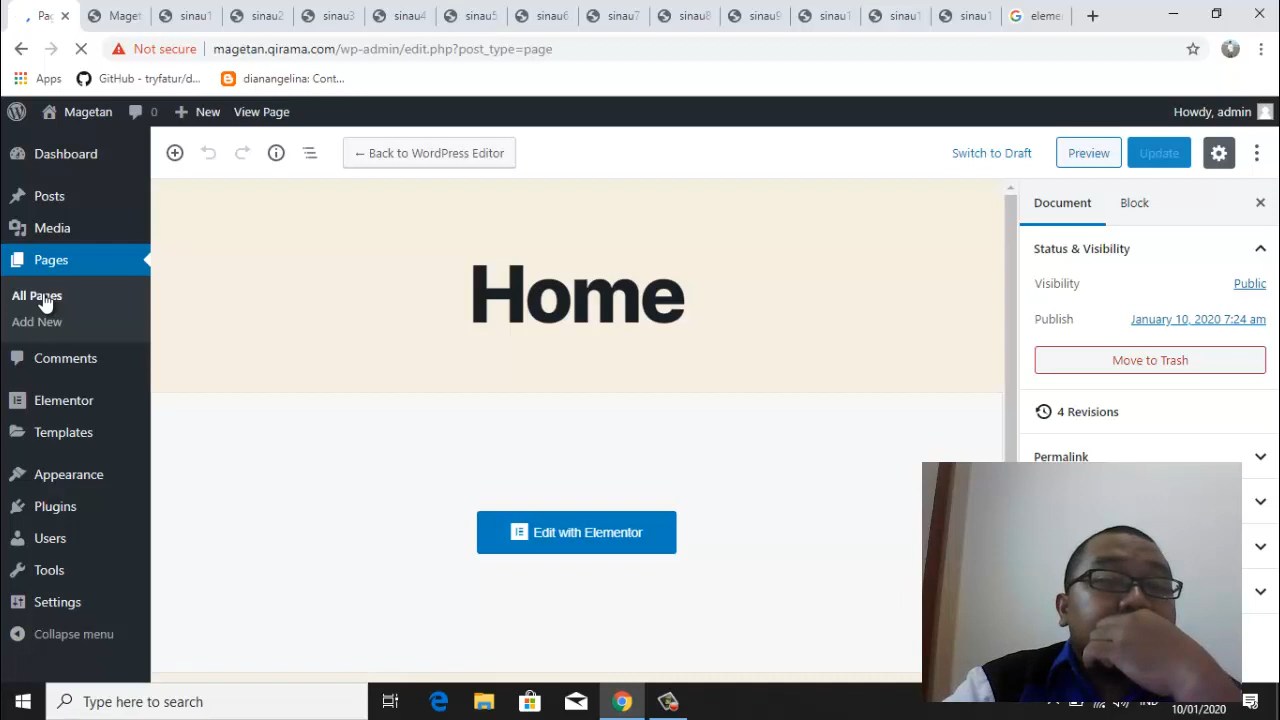 Pag
Maget
sinau1
sinau2
sinau3
sinau4
sinau5
sinau6
sinau7
sinau8
sinau9
sinau1
sinau1
sinau1
eleme
Not secure
magetan.qirama.com/wp-admin/edit.php?post_type=page
Apps
GitHub - tryfatur/d...
dianangelina: Cont...
Magetan
0
New
View Page
Howdy, admin
Dashboard
Posts
Media
Pages
All Pages
Add New
Comments
Elementor
Templates
Appearance
Plugins
Users
Tools
Settings
Collapse menu
← Back to WordPress Editor
Switch to Draft
Preview
Update
Home
Edit with Elementor
Document
Block
Status & Visibility
Visibility
Public
Publish
January 10, 2020 7:24 am
Move to Trash
4 Revisions
Permalink
Type here to search
10/01/2020